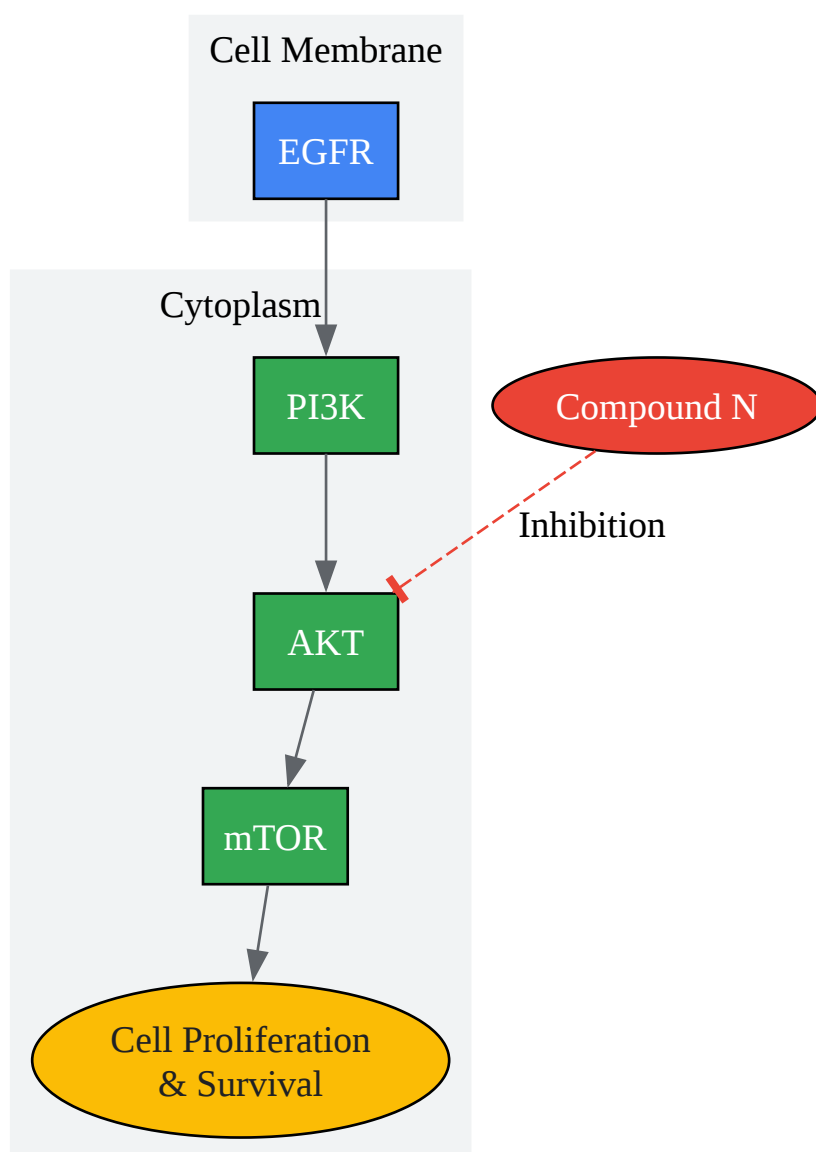 Cell Membrane
EGFR
Cytoplasm
PI3K
Compound N
Inhibition
AKT
mTOR
Cell Proliferation
& Survival